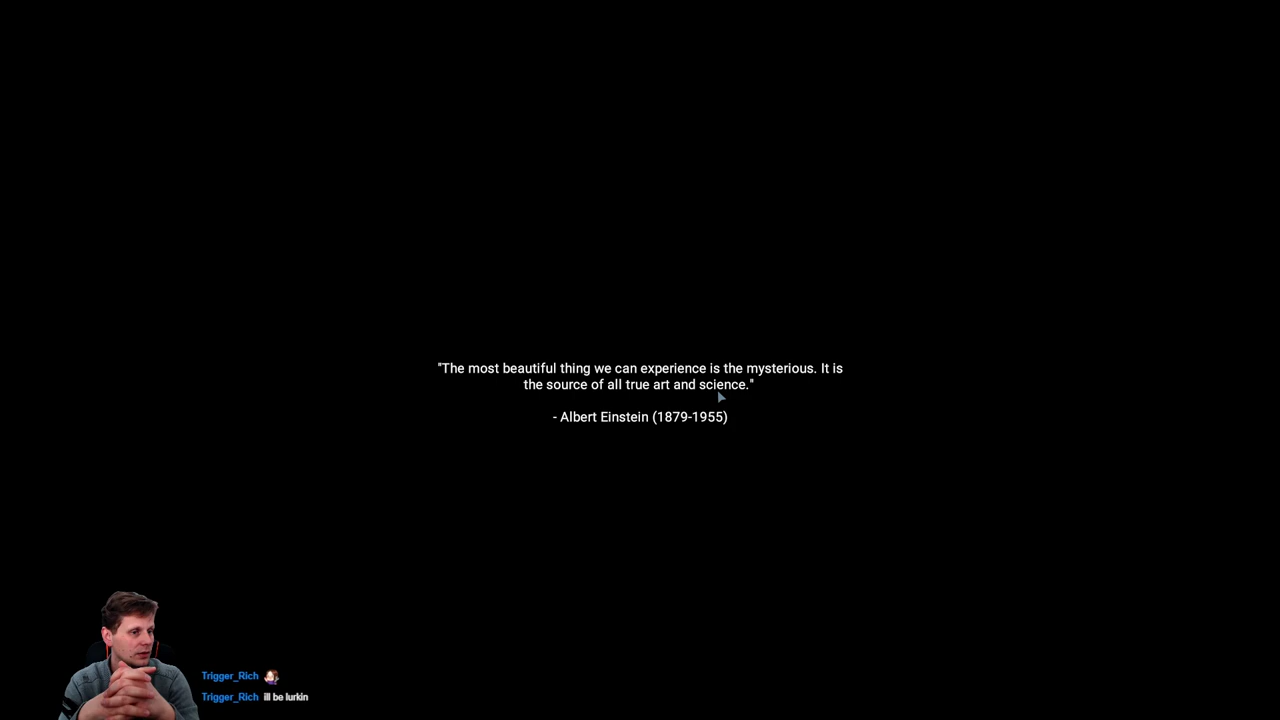 "The most beautiful thing we can experience is the mysterious. It is
the source of all true art and science."
- Albert Einstein (1879-1955)
Trigger_Rich
Trigger_Rich ill be lurkin